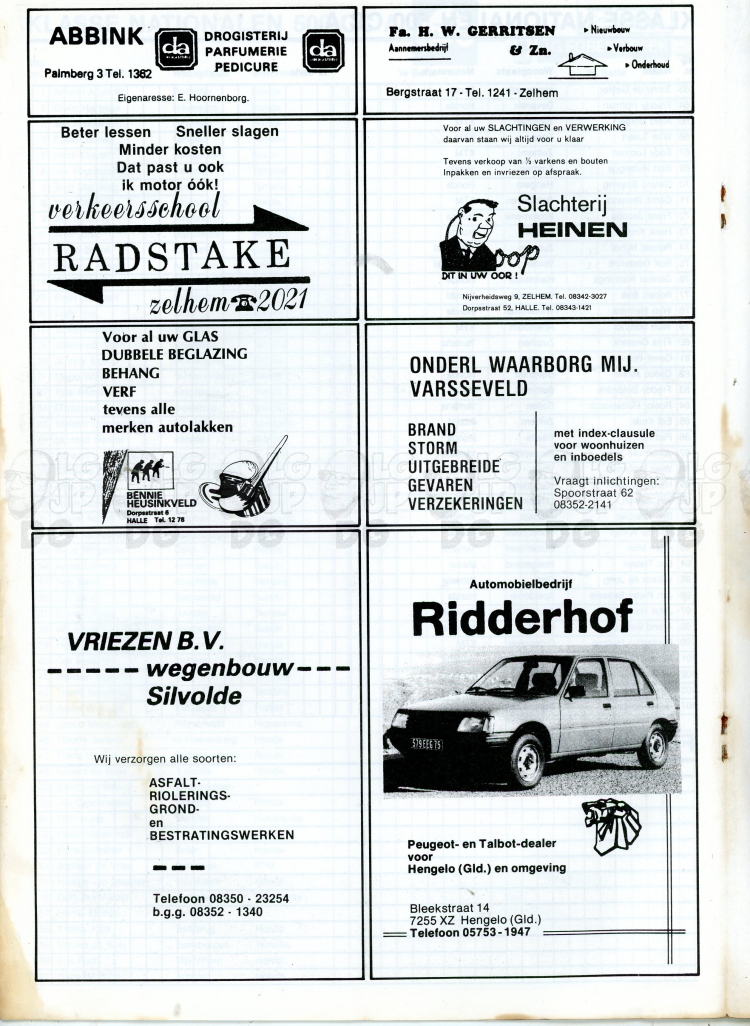 ABBINK
da
DROGISTERIJ
PARFUMERIE
PEDICURE
da
Palmberg 3 Tel. 1362
Eigenaresse: E. Hoornenborg.
Fa. H. W. GERRITSEN
Aannemersbedrijf
& Zn.
▸ Nieuwbouw
▸ Verbouw
▸ Onderhoud
Bergstraat 17 - Tel. 1241 - Zelhem
Beter lessen Sneller slagen
Minder kosten
Dat past u ook
ik motor óók!
verkeersschool
RADSTAKE
zelhem ☎ 2021
Voor al uw SLACHTINGEN en VERWERKING
daarvan staan wij altijd voor u klaar
Tevens verkoop van ½ varkens en bouten
Inpakken en invriezen op afspraak.
Slachterij
HEINEN
oop
DIT IN UW OOR !
Nijverheidsweg 9, ZELHEM. Tel. 08342-3027
Dorpsstraat 52, HALLE. Tel. 08343-1421
Voor al uw GLAS
DUBBELE BEGLAZING
BEHANG
VERF
tevens alle
merken autolakken
BENNIE
HEUSINKVELD
Dorpsstraat 6
HALLE Tel. 12 78
ONDERL WAARBORG MIJ.
VARSSEVELD
BRAND
STORM
UITGEBREIDE
GEVAREN
VERZEKERINGEN
met index-clausule
voor woonhuizen
en inboedels
Vraagt inlichtingen:
Spoorstraat 62
08352-2141
VRIEZEN B.V.
wegenbouw
Silvolde
Wij verzorgen alle soorten:
ASFALT-
RIOLERINGS-
GROND-
en
BESTRATINGSWERKEN
Telefoon 08350 - 23254
b.g.g. 08352 - 1340
Automobielbedrijf
Ridderhof
579EEG75
Peugeot- en Talbot-dealer
voor
Hengelo (Gld.) en omgeving
Bleekstraat 14
7255 XZ Hengelo (Gld.)
Telefoon 05753-1947